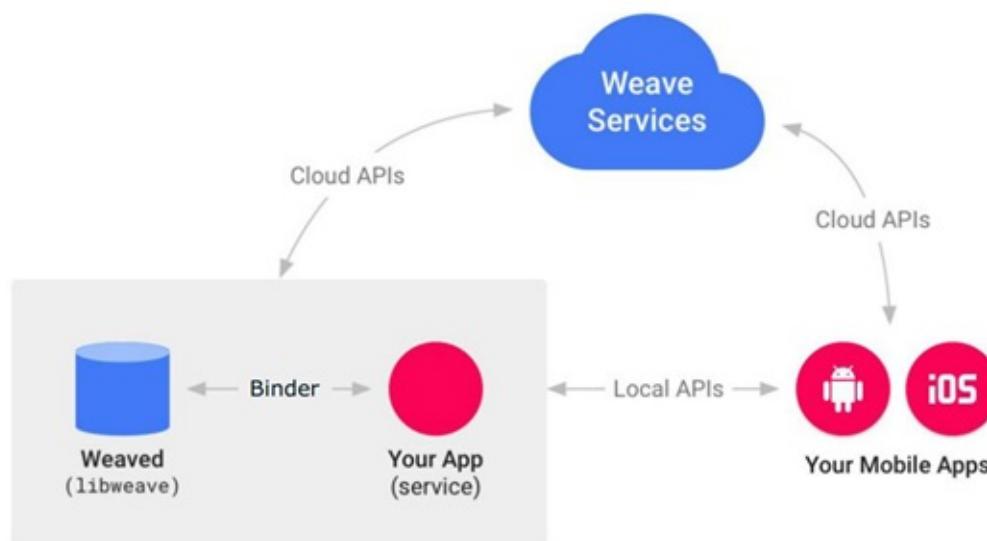 Weave
Services
Cloud APIs
Cloud APIs
Binder
Local APIs
iOS
Weaved
(libweave)
Your App
(service)
Your Mobile Apps